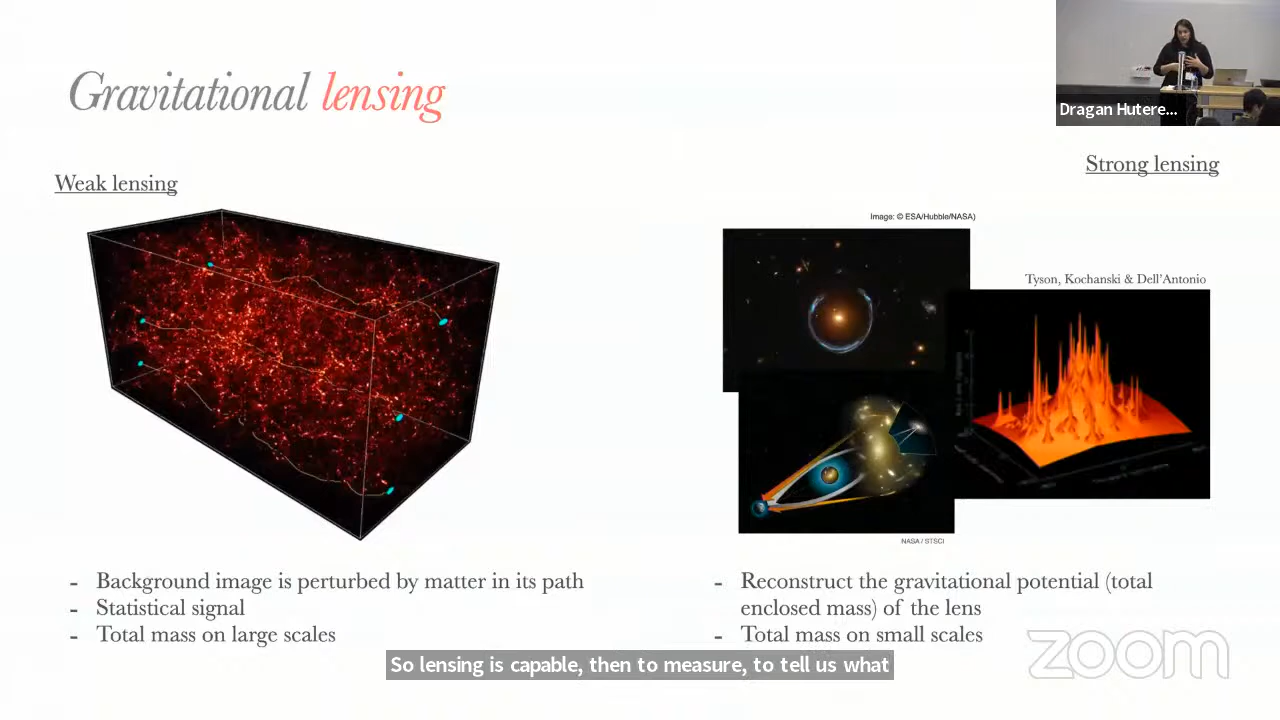 Gravitational lensing
Dragan Hutere...
Weak lensing
Strong lensing
Image: © ESA/Hubble/NASA)
Tyson, Kochanski & Dell'Antonio
NASA / STSCI
- Background image is perturbed by matter in its path
- Statistical signal
- Total mass on large scales
- Reconstruct the gravitational potential (total
enclosed mass) of the lens
- Total mass on small scales
zoom
So lensing is capable, then to measure, to tell us what